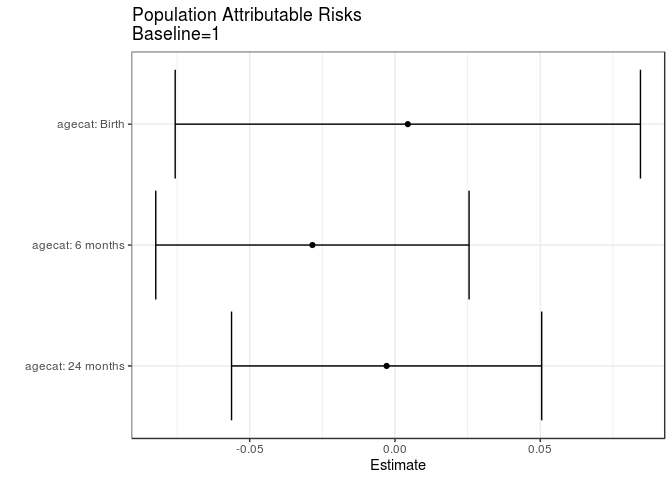 Population Attributable Risks
Baseline=1
agecat: Birth
agecat: 6 months
agecat: 24 months
-0.05 0.00 0.05
Estimate